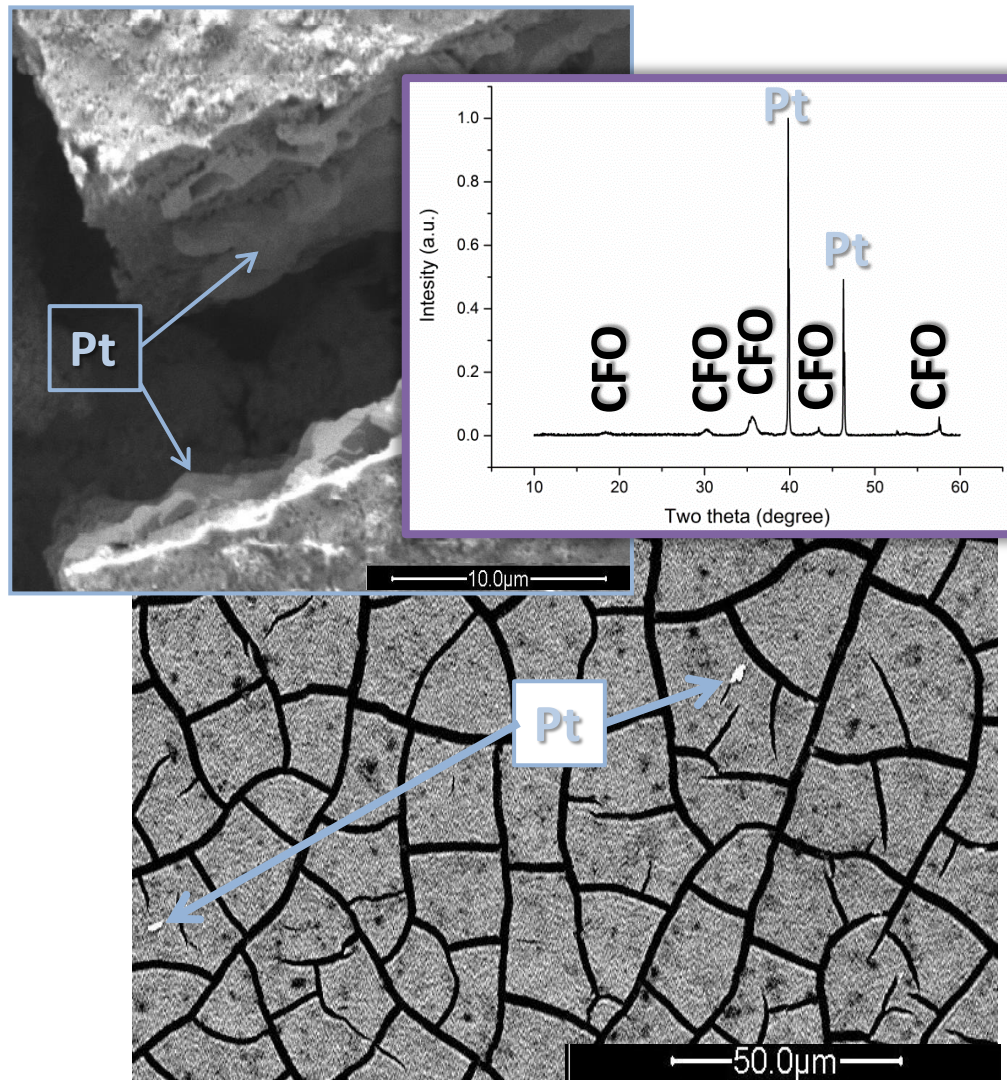 Pt
10.0µm
Pt
Pt
CFO
CFO
CFO
CFO
CFO
1.0
0.8
0.6
0.4
0.2
0.0
Intesity (a.u.)
10
20
30
40
50
60
Two theta (degree)
Pt
50.0µm